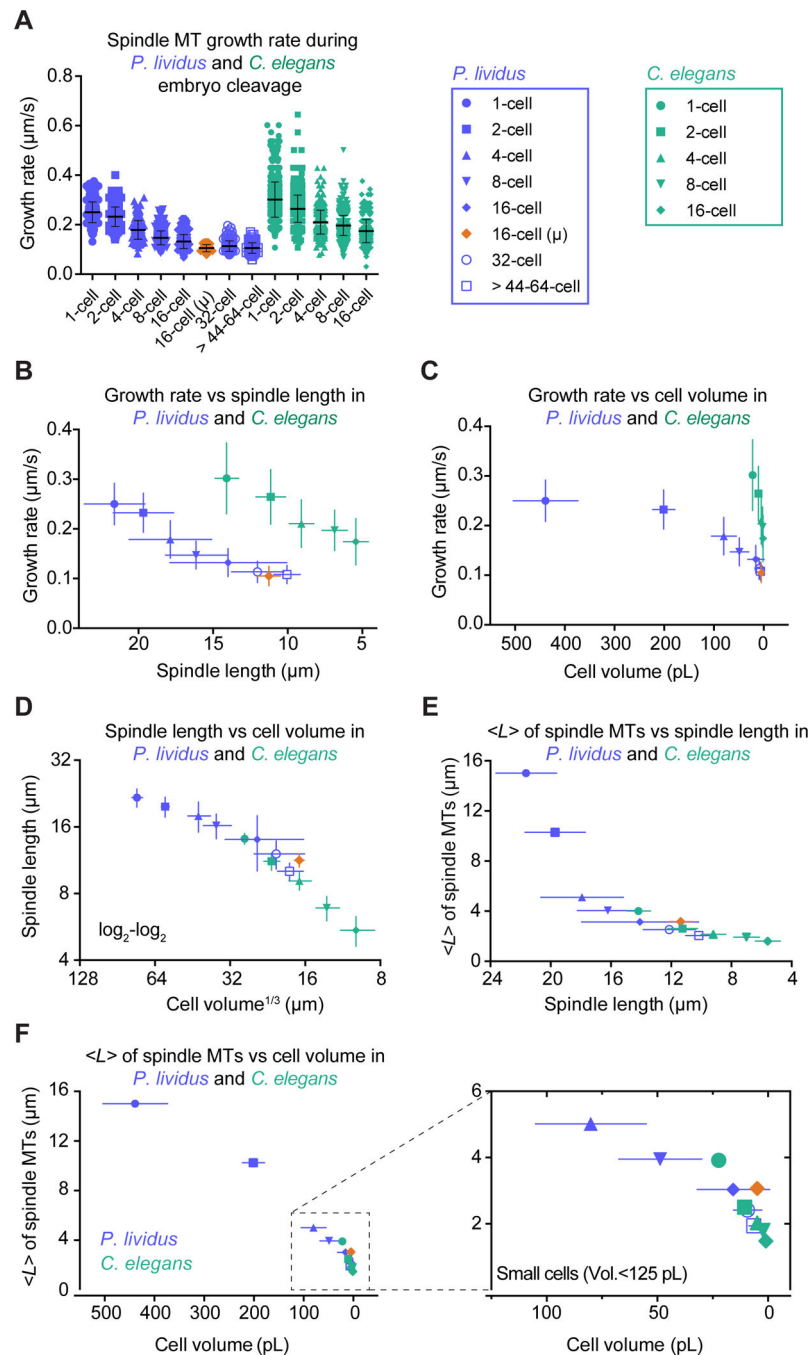 A
Spindle MT growth rate during
P. lividus and C. elegans
embryo cleavage
Growth rate (µm/s)
0.8
0.6
0.4
0.2
0.0
1-cell
2-cell
4-cell
8-cell
16-cell
16-cell (µ)
32-cell
> 44-64-cell
1-cell
2-cell
4-cell
8-cell
16-cell
P. lividus
1-cell
2-cell
4-cell
8-cell
16-cell
16-cell (µ)
32-cell
> 44-64-cell
C. elegans
1-cell
2-cell
4-cell
8-cell
16-cell
B
Growth rate vs spindle length in
P. lividus and C. elegans
Growth rate (µm/s)
0.4
0.3
0.2
0.1
0.0
20 15 10 5
Spindle length (µm)
C
Growth rate vs cell volume in
P. lividus and C. elegans
Growth rate (µm/s)
0.4
0.3
0.2
0.1
0.0
500 400 300 200 100 0
Cell volume (pL)
D
Spindle length vs cell volume in
P. lividus and C. elegans
Spindle length (µm)
32
16
8
4
log2-log2
128 64 32 16 8
Cell volume1/3 (µm)
E
<L> of spindle MTs vs spindle length in
P. lividus and C. elegans
<L> of spindle MTs (µm)
16
12
8
4
0
24 20 16 12 8 4
Spindle length (µm)
F
<L> of spindle MTs vs cell volume in
P. lividus and C. elegans
<L> of spindle MTs (µm)
16
12
8
4
0
P. lividus
C. elegans
500 400 300 200 100 0
Cell volume (pL)
6
4
2
Small cells (Vol.<125 pL)
100 50 0
Cell volume (pL)